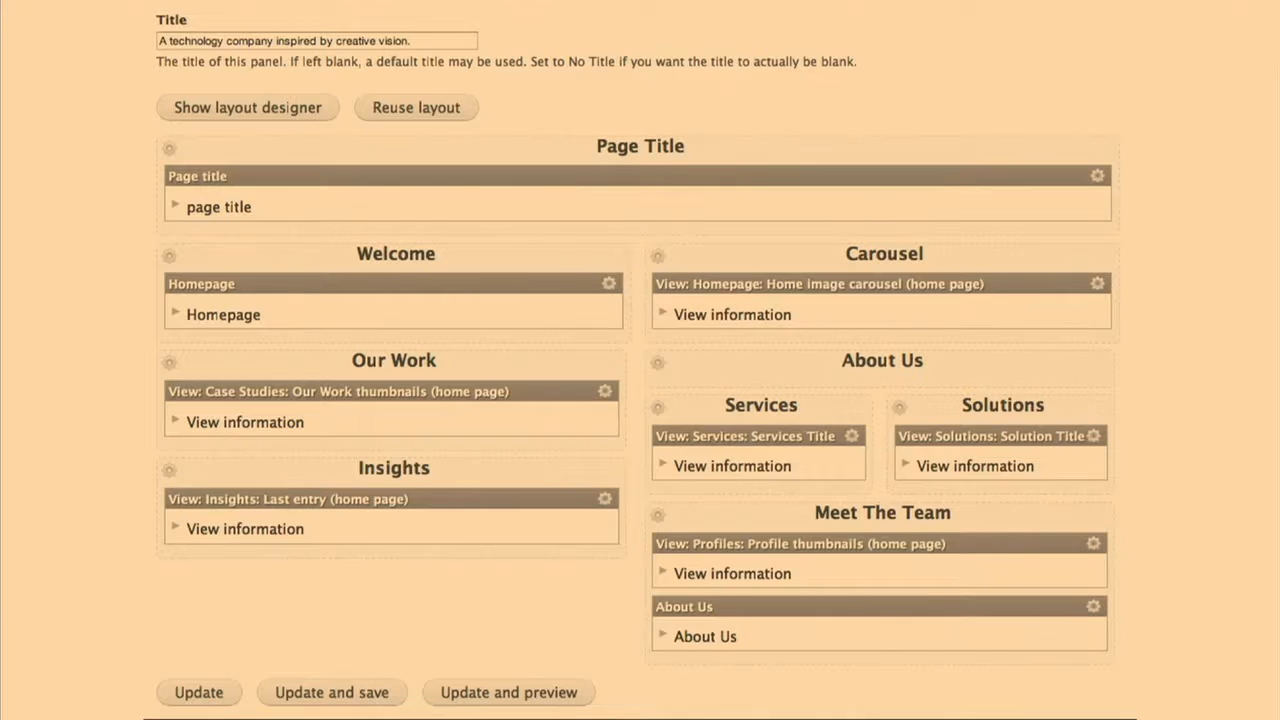 Title
A technology company inspired by creative vision.
The title of this panel. If left blank, a default title may be used. Set to No Title if you want the title to actually be blank.
Show layout designer
Reuse layout
Page Title
Page title
page title
Welcome
Homepage
Homepage
Carousel
View: Homepage: Home image carousel (home page)
View information
Our Work
View: Case Studies: Our Work thumbnails (home page)
View information
Insights
View: Insights: Last entry (home page)
View information
About Us
Services
View: Services: Services Title
View information
Solutions
View: Solutions: Solution Title
View information
Meet The Team
View: Profiles: Profile thumbnails (home page)
View information
About Us
About Us
Update
Update and save
Update and preview